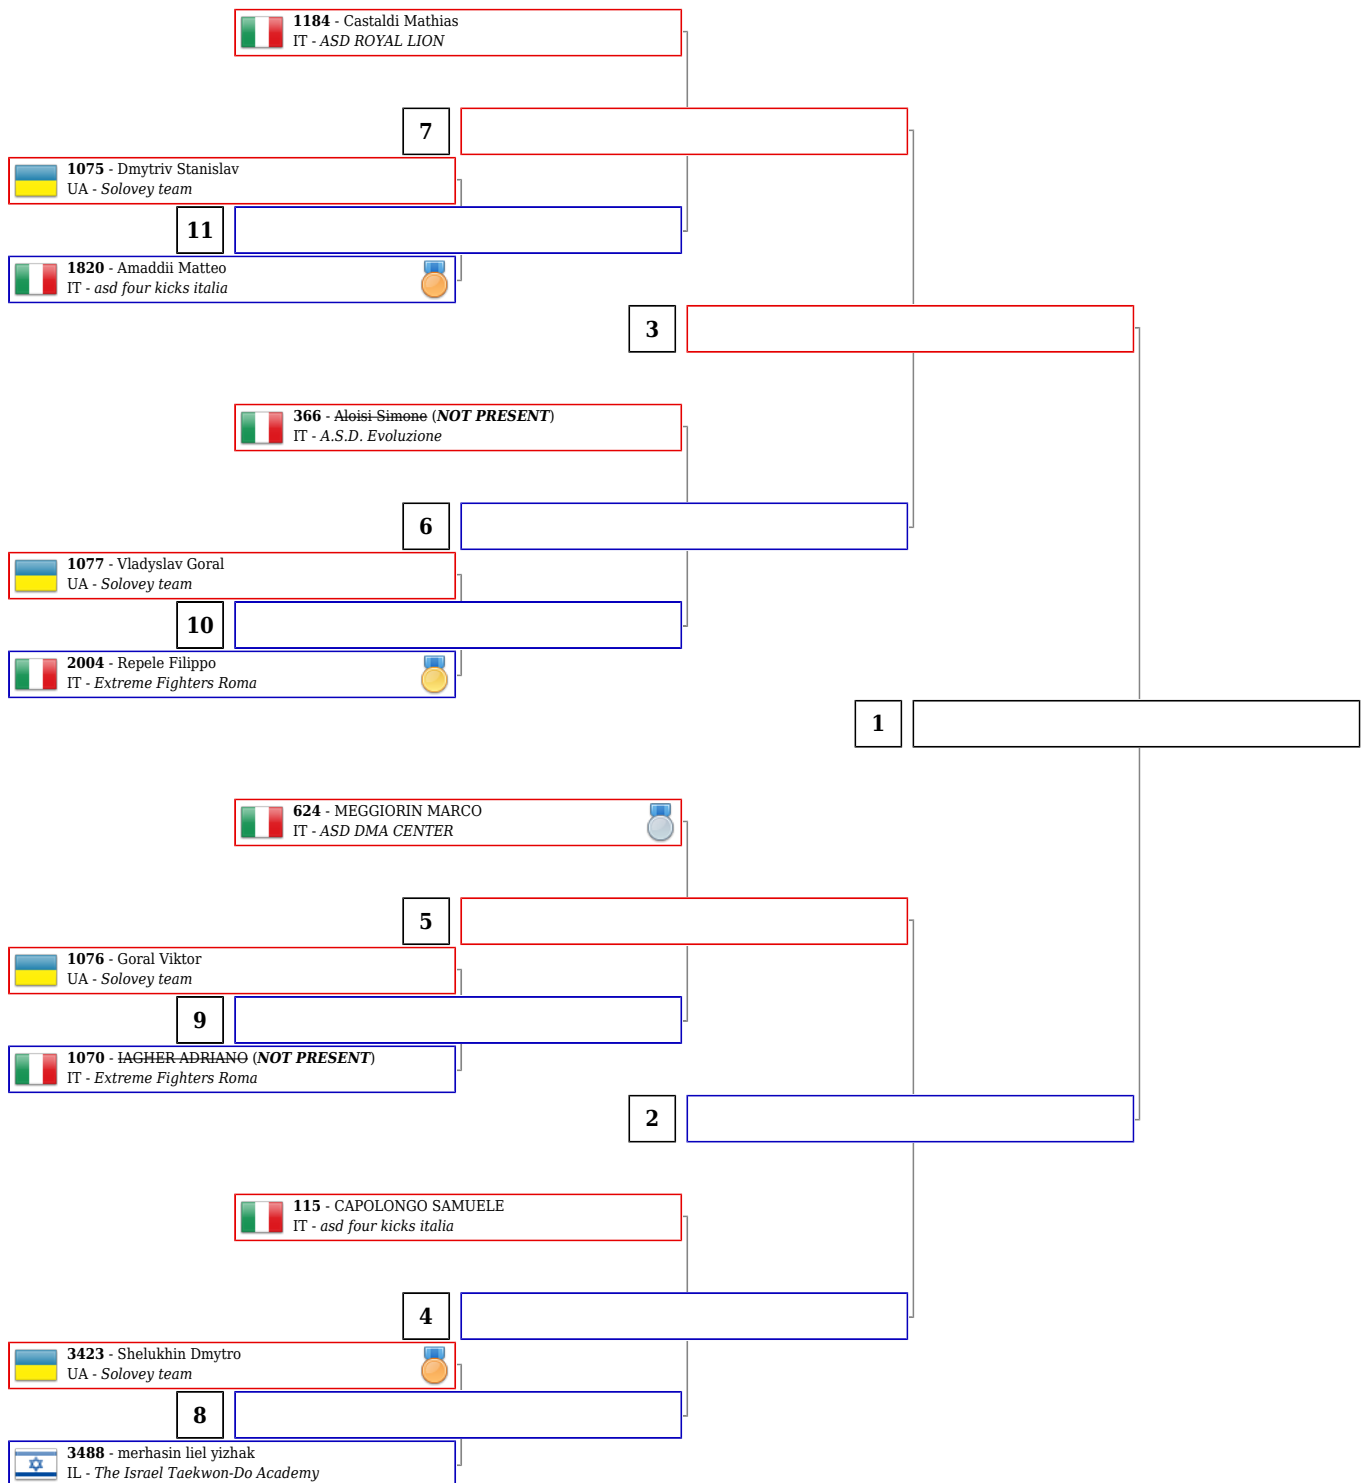 1184 - Castaldi Mathias
IT - ASD ROYAL LION
7
1075 - Dmytriv Stanislav
UA - Solovey team
11
1820 - Amaddii Matteo
IT - asd four kicks italia
3
366 - Aloisi Simone (NOT PRESENT)
IT - A.S.D. Evoluzione
6
1077 - Vladyslav Goral
UA - Solovey team
10
2004 - Repele Filippo
IT - Extreme Fighters Roma
1
624 - MEGGIORIN MARCO
IT - ASD DMA CENTER
5
1076 - Goral Viktor
UA - Solovey team
9
1070 - IAGHER ADRIANO (NOT PRESENT)
IT - Extreme Fighters Roma
2
115 - CAPOLONGO SAMUELE
IT - asd four kicks italia
4
3423 - Shelukhin Dmytro
UA - Solovey team
8
3488 - merhasin liel yizhak
IL - The Israel Taekwon-Do Academy